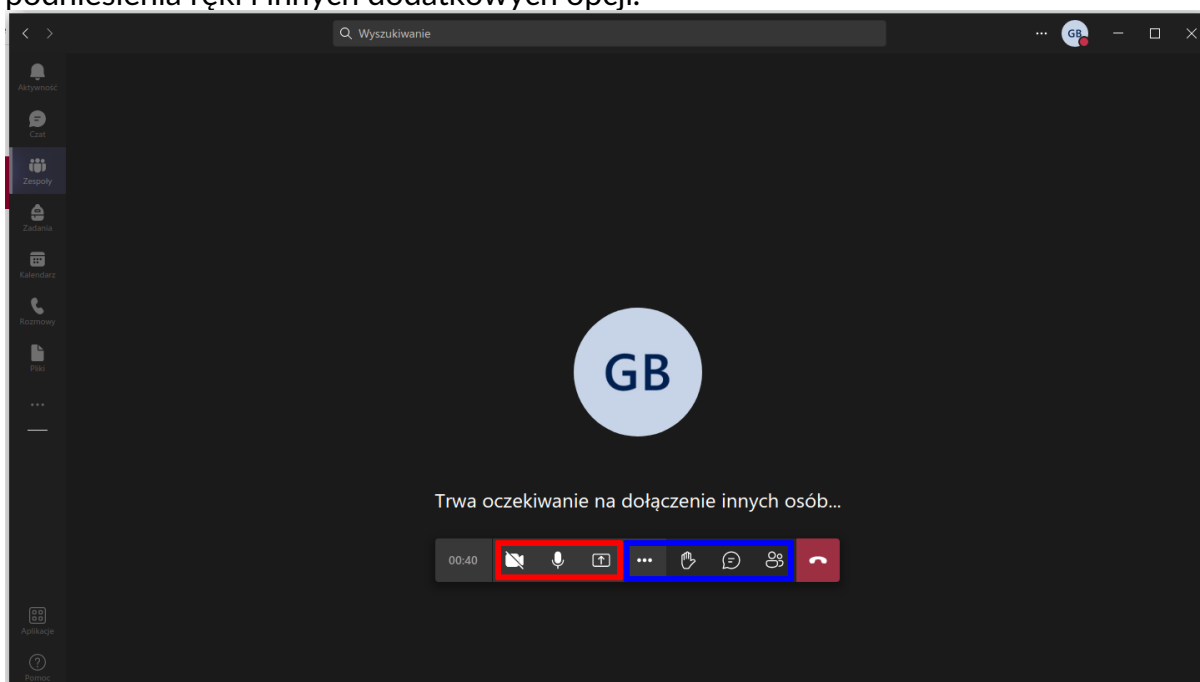 podniesienia ręki i innych dodatkowych opcji.
Wyszukiwanie
GB
Aktywność
Czat
Zespoły
Zadania
Kalendarz
Rozmowy
Pliki
GB
Trwa oczekiwanie na dołączenie innych osób...
00:40
Aplikacje
Pomoc